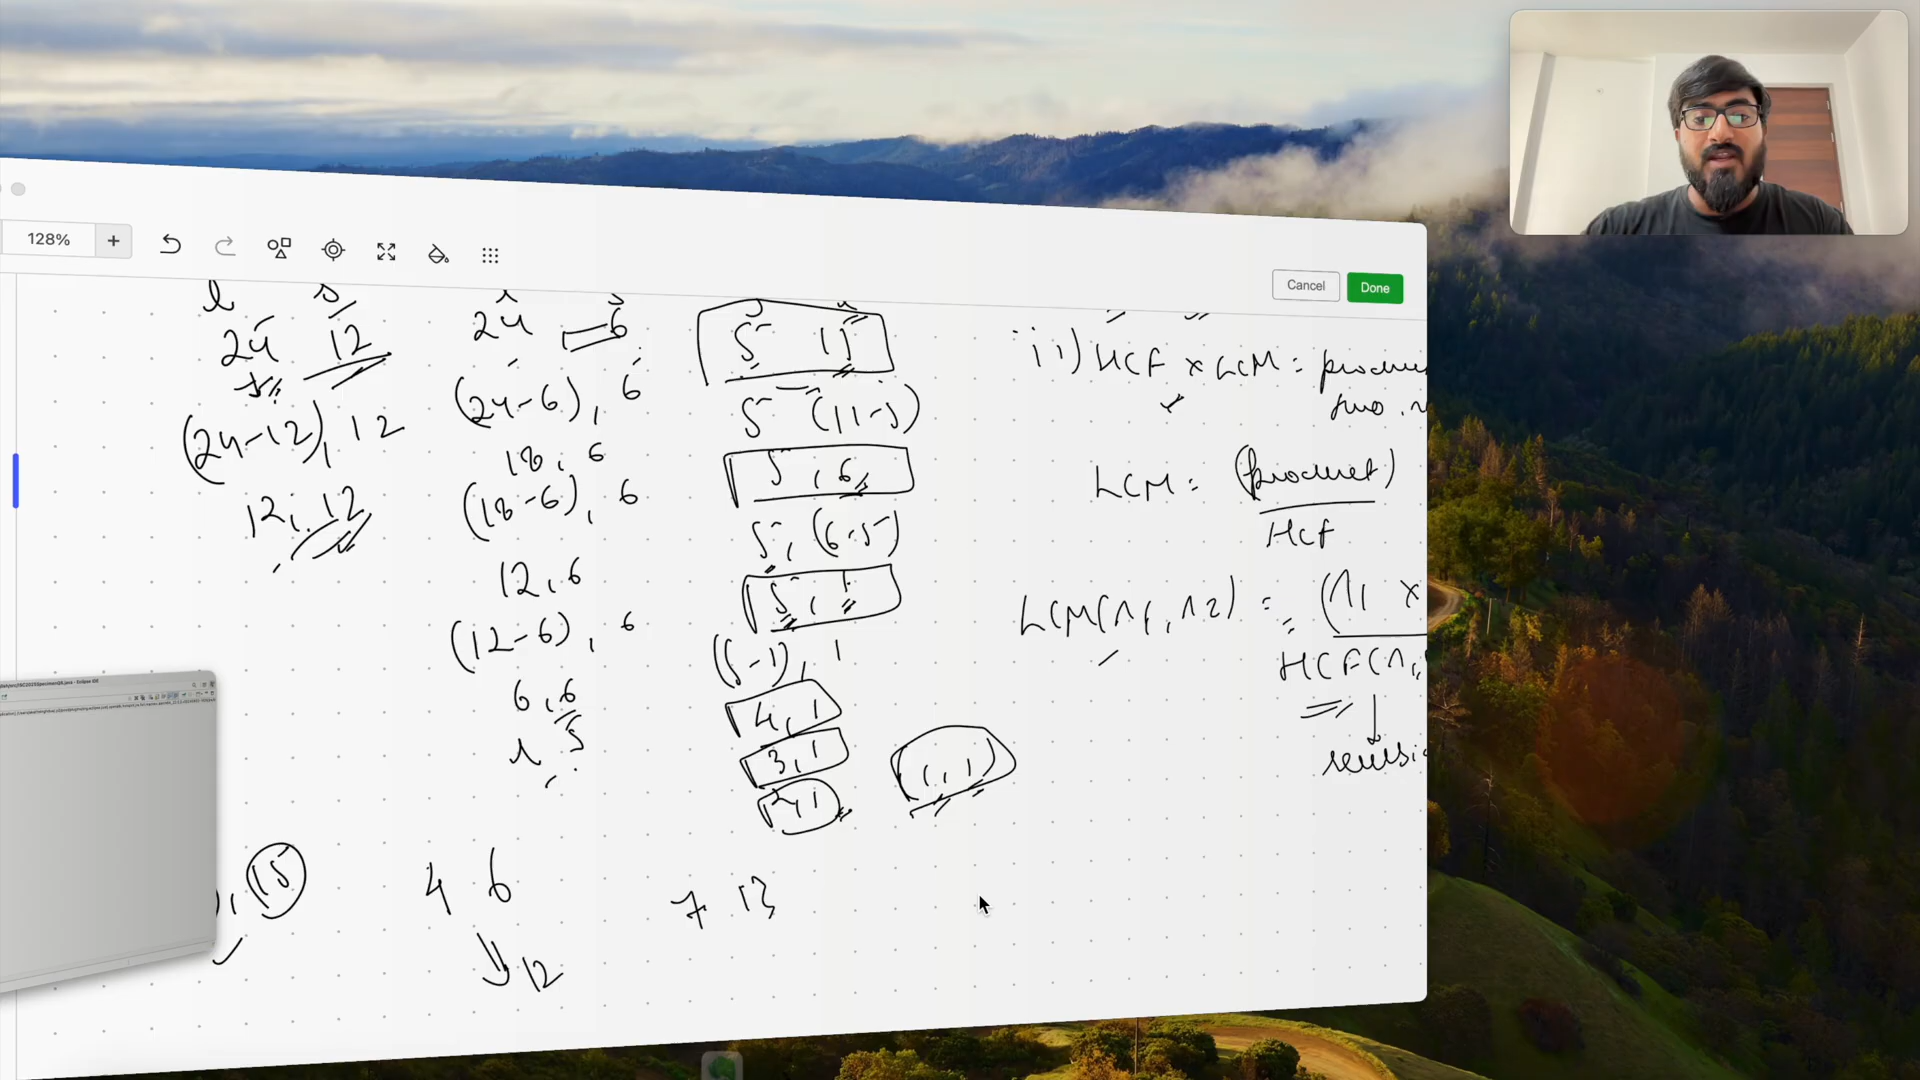 128% +
Cancel Done
l s
24 12
(24-12), 12
12, 12
24 6
(24-6), 6
18, 6
(18-6), 6
12, 6
(12-6), 6
6, 6
s
5 11
5 (11-5)
5, 6
5, (6-5)
5, 1
(5-1), 1
4, 1
3, 1
2, 1
1, 1
ii) HCF x LCM = produc
two. n
LCM = (product)
HCF
LCM(n1, n2) = (n1 x
HCF(n1,
recursi
, 15
4 6
12
7 13